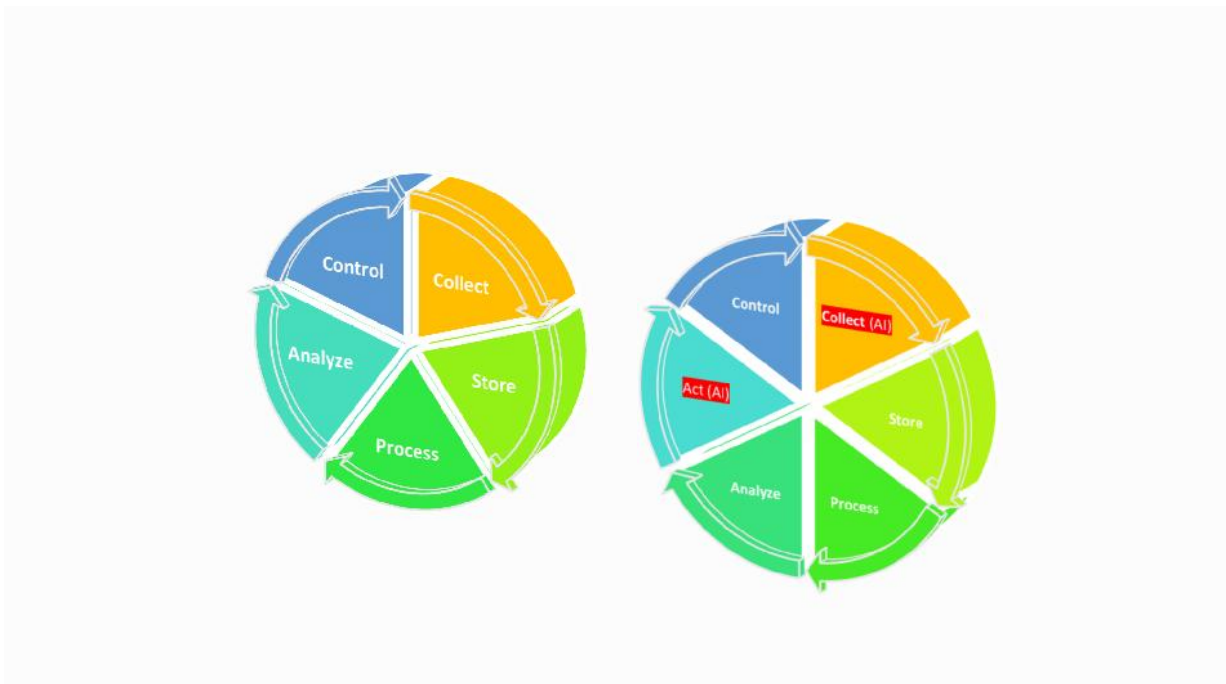 Control
Collect
Analyze
Store
Process
Control
Collect (AI)
Act (AI)
Store
Analyze
Process